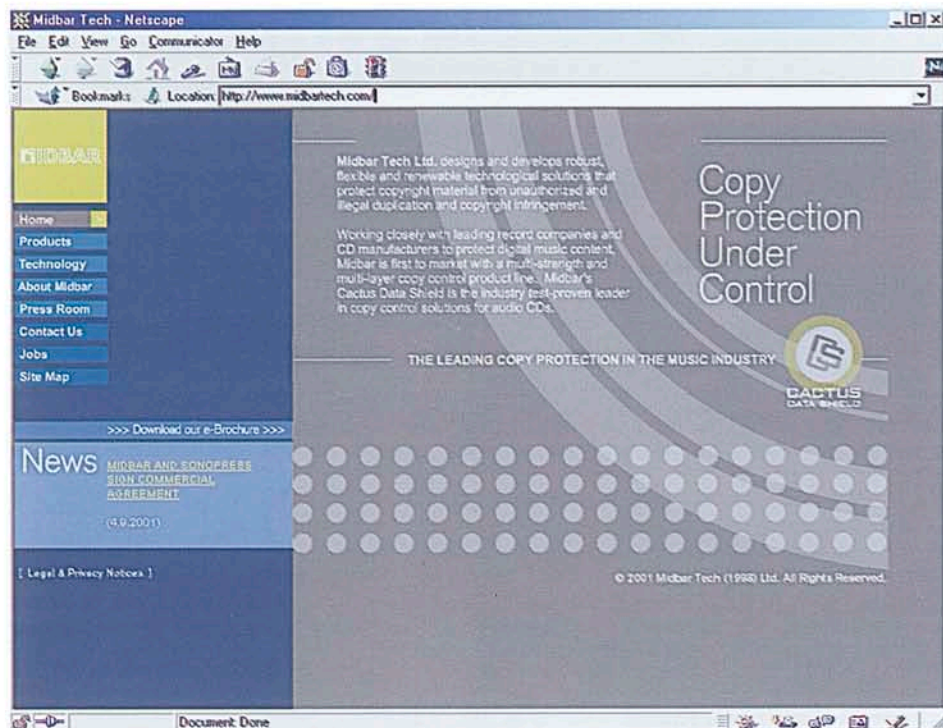 Midbar Tech - Netscape
File Edit View Go Communicator Help
Bookmarks Location: http://www.midbartech.com/
MIDBAR
Home
Products
Technology
About Midbar
Press Room
Contact Us
Jobs
Site Map
>>> Download our e-Brochure >>>
News
MIDBAR AND SONOPRESS
SIGN COMMERCIAL
AGREEMENT
(4.9.2001)
[ Legal & Privacy Notices ]
Midbar Tech Ltd. designs and develops robust,
flexible and renewable technological solutions that
protect copyright material from unauthorized and
illegal duplication and copyright infringement.
Working closely with leading record companies and
CD manufacturers to protect digital music content,
Midbar is first to market with a multi-strength and
multi-layer copy control product line. Midbar's
Cactus Data Shield is the industry test-proven leader
in copy control solutions for audio CDs.
Copy
Protection
Under
Control
THE LEADING COPY PROTECTION IN THE MUSIC INDUSTRY
CACTUS
DATA SHIELD
© 2001 Midbar Tech (1998) Ltd. All Rights Reserved.
Document: Done